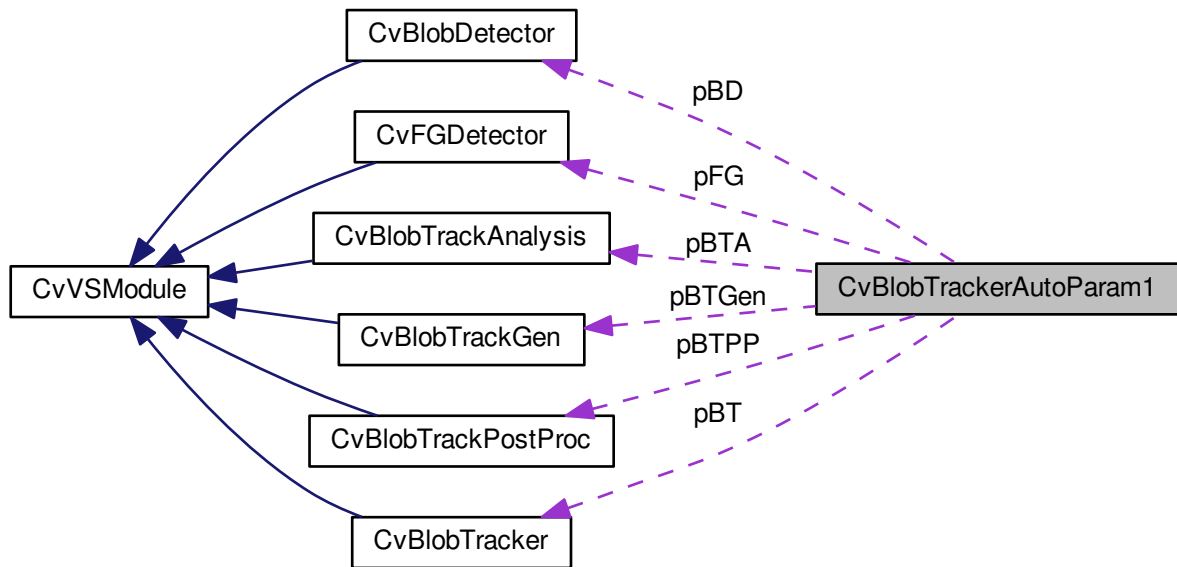 CvBlobDetector
pBD
CvFGDetector
pFG
CvBlobTrackAnalysis
pBTA
CvVSModule
CvBlobTrackerAutoParam1
pBTGen
CvBlobTrackGen
pBTPP
pBT
CvBlobTrackPostProc
CvBlobTracker